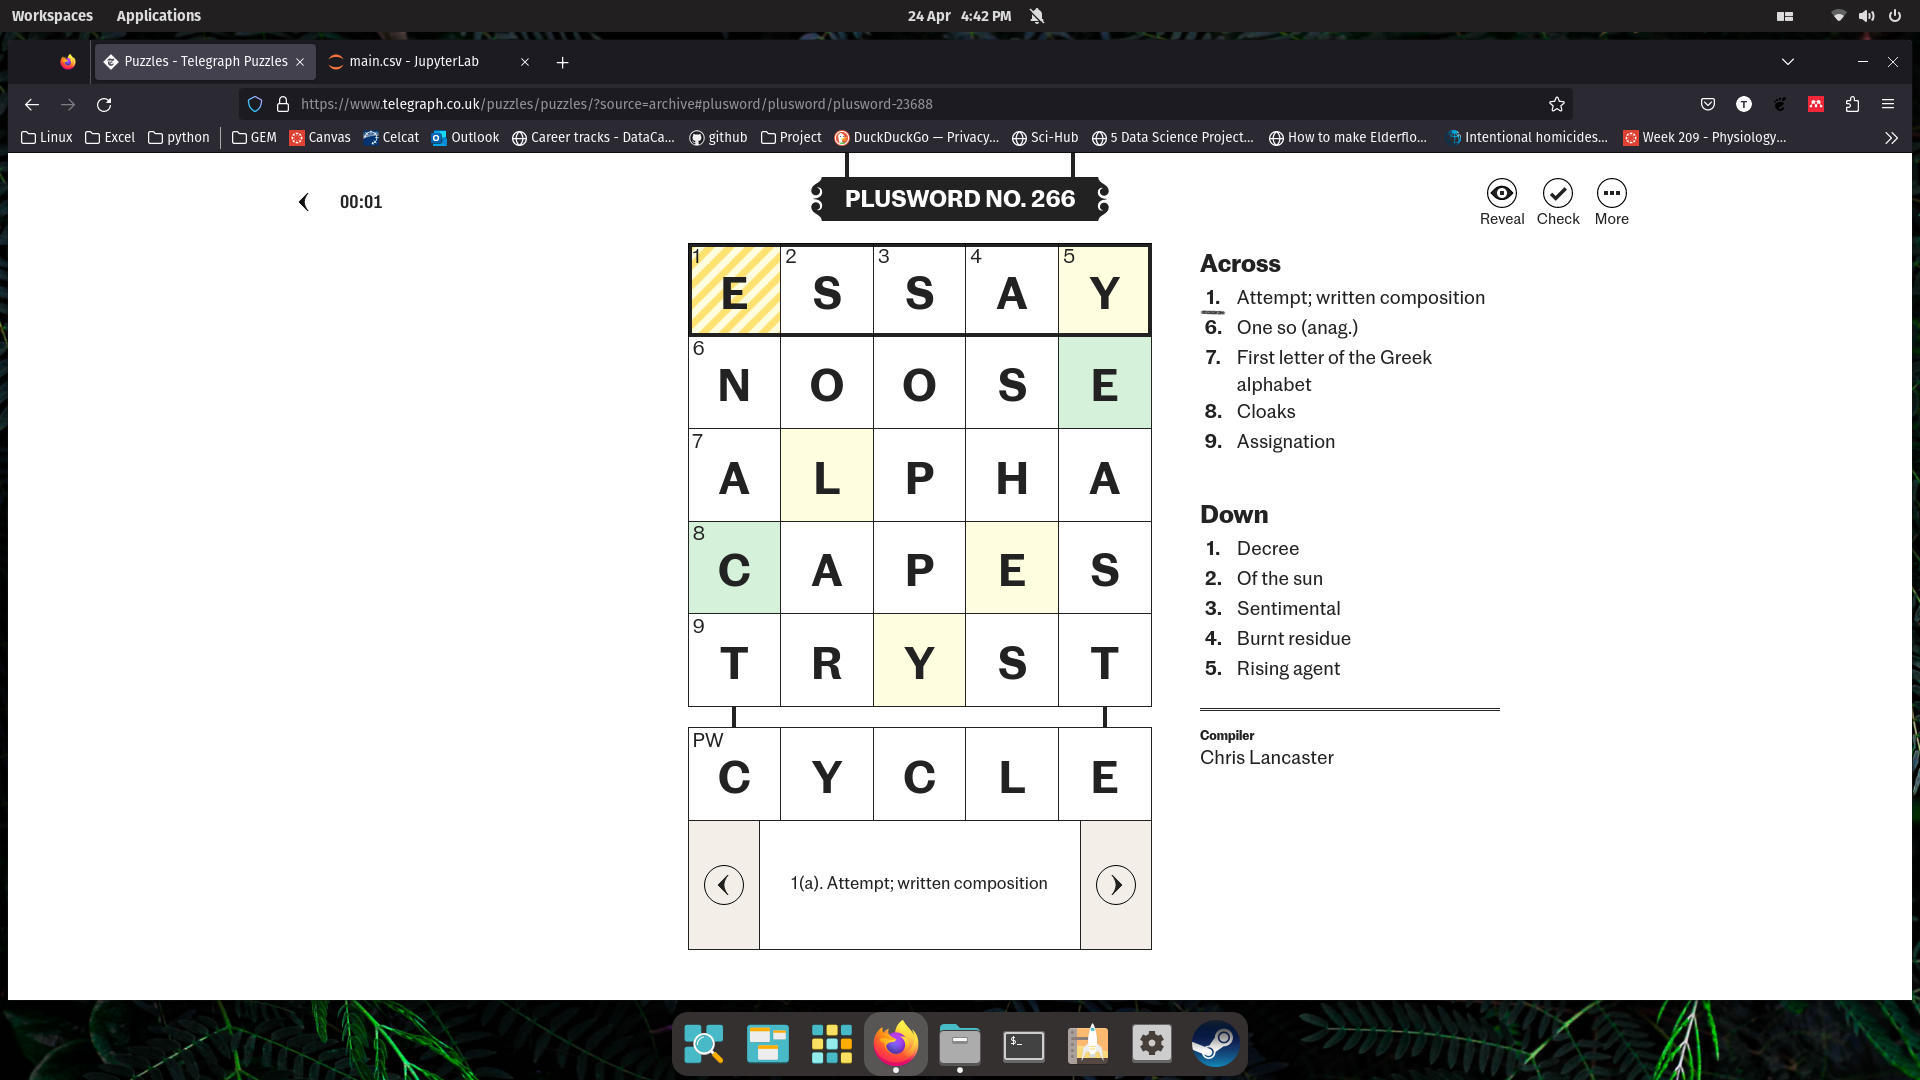 Workspaces Applications 24 Apr 4:42 PM
Puzzles - Telegraph Puzzles main.csv - JupyterLab
https://www.telegraph.co.uk/puzzles/puzzles/?source=archive#plusword/plusword/plusword-23688
Linux Excel python GEM Canvas Celcat Outlook Career tracks - DataCa... github Project DuckDuckGo — Privacy... Sci-Hub 5 Data Science Project... How to make Elderflo... Intentional homicides... Week 209 - Physiology...
00:01
PLUSWORD NO. 266
Reveal Check More
1 E 2 S 3 S 4 A 5 Y
6 N O O S E
7 A L P H A
8 C A P E S
9 T R Y S T
PW C Y C L E
1(a). Attempt; written composition
Across
1. Attempt; written composition
6. One so (anag.)
7. First letter of the Greek
alphabet
8. Cloaks
9. Assignation
Down
1. Decree
2. Of the sun
3. Sentimental
4. Burnt residue
5. Rising agent
Compiler
Chris Lancaster
$_